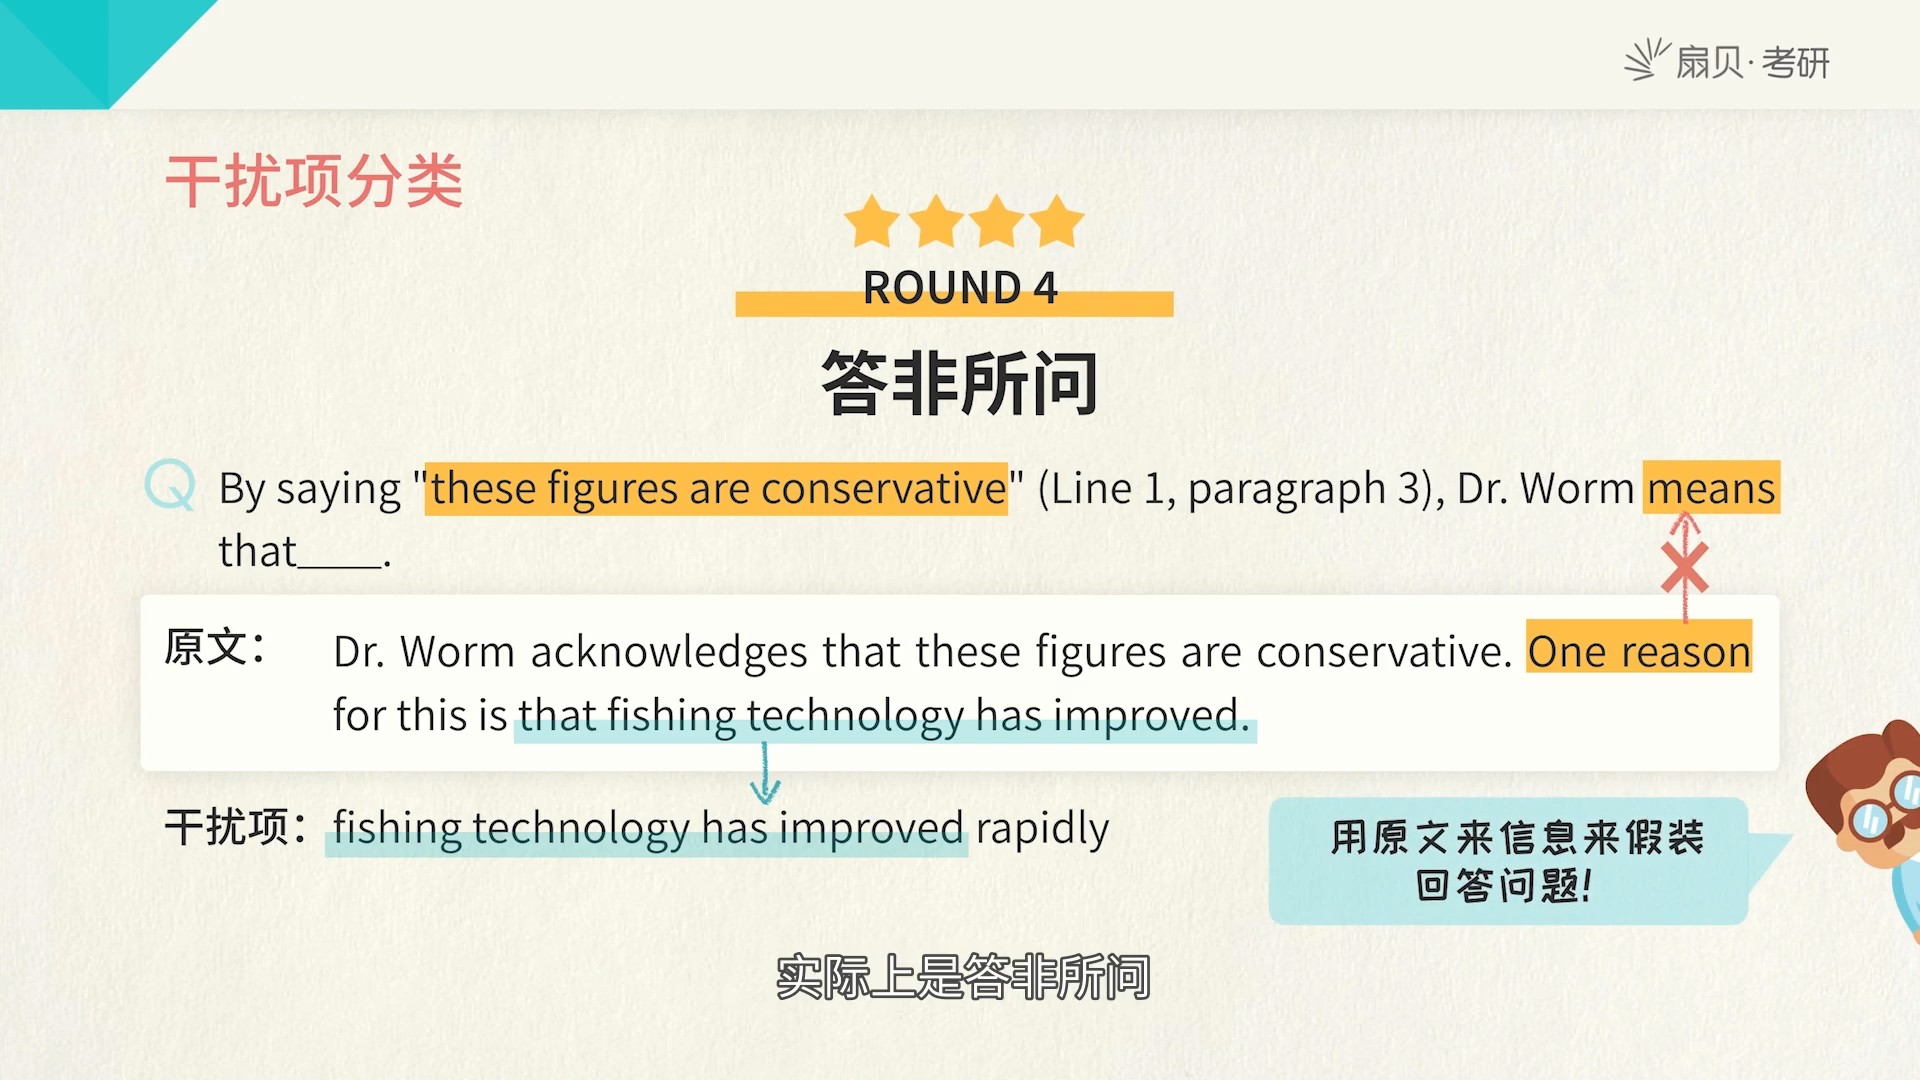 扇贝·考研
干扰项分类
ROUND 4
答非所问
Q By saying "these figures are conservative" (Line 1, paragraph 3), Dr. Worm means
that____.
原文： Dr. Worm acknowledges that these figures are conservative. One reason
for this is that fishing technology has improved.
干扰项： fishing technology has improved rapidly
用原文来信息来假装
回答问题!
实际上是答非所问